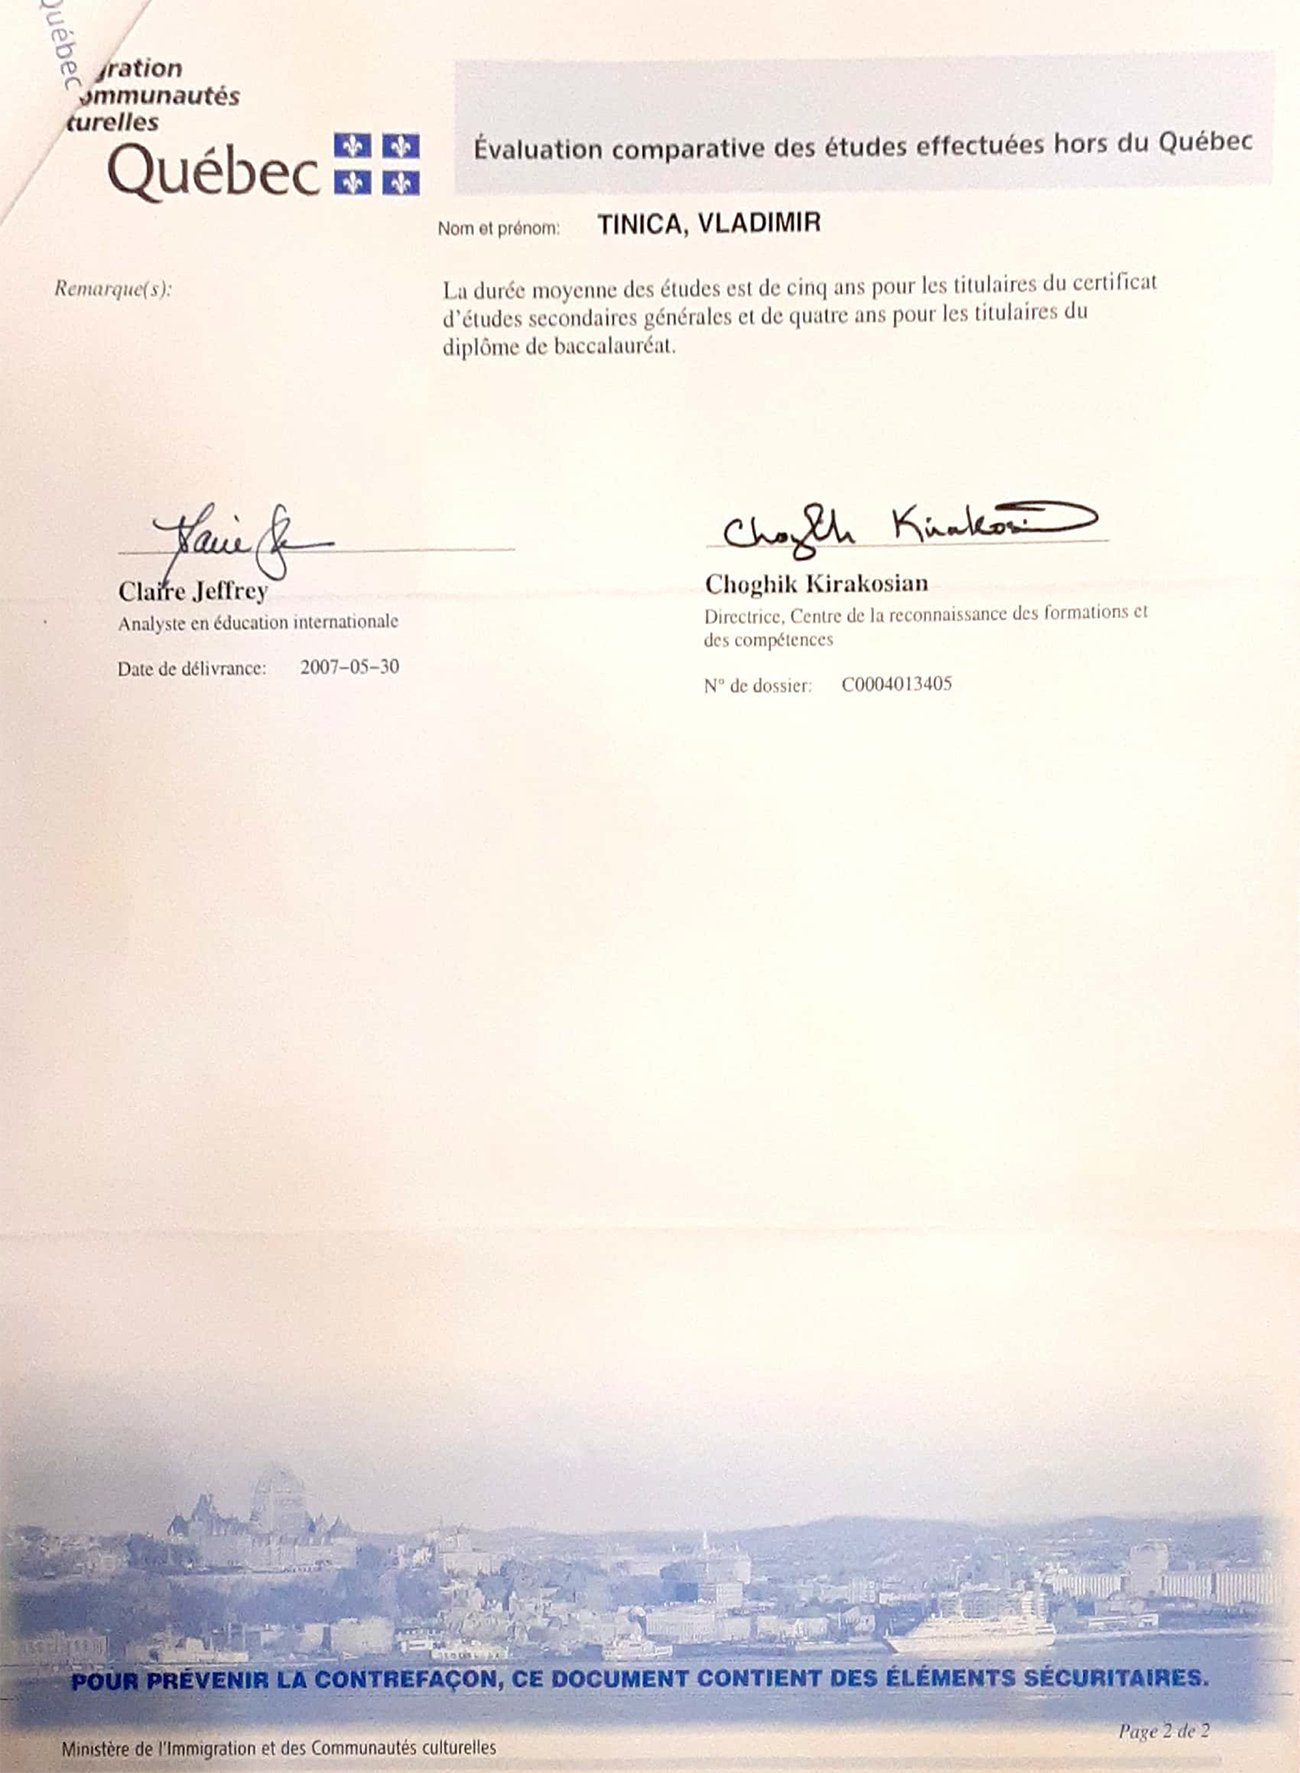 Québec
gration
ommunautés
turelles
Québec
Évaluation comparative des études effectuées hors du Québec
Nom et prénom: TINICA, VLADIMIR
Remarque(s): La durée moyenne des études est de cinq ans pour les titulaires du certificat
d'études secondaires générales et de quatre ans pour les titulaires du
diplôme de baccalauréat.
Choghik Kirakosian
Claire Jeffrey
Analyste en éducation internationale
Date de délivrance: 2007-05-30
Choghik Kirakosian
Directrice, Centre de la reconnaissance des formations et
des compétences
N° de dossier: C0004013405
POUR PRÉVENIR LA CONTREFAÇON, CE DOCUMENT CONTIENT DES ÉLÉMENTS SÉCURITAIRES.
Page 2 de 2
Ministère de l'Immigration et des Communautés culturelles